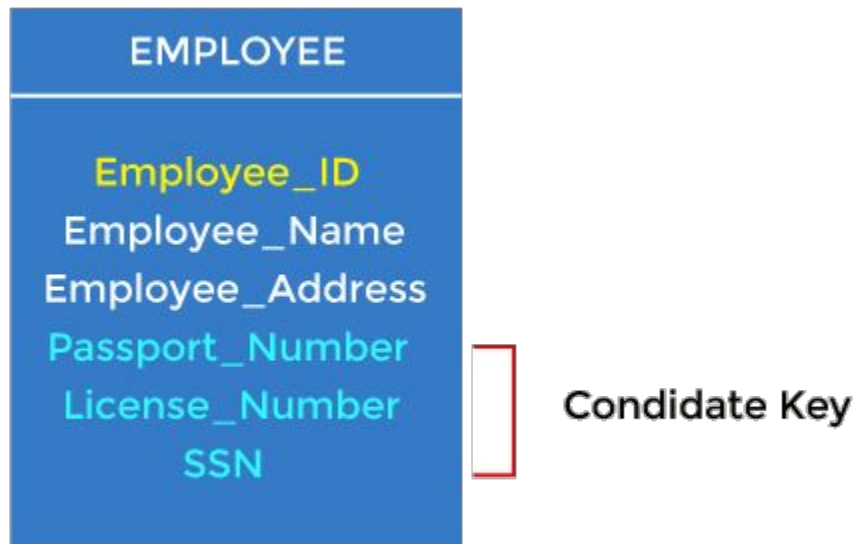 EMPLOYEE
Employee_ID
Employee_Name
Employee_Address
Passport_Number
License_Number
SSN
Condidate Key